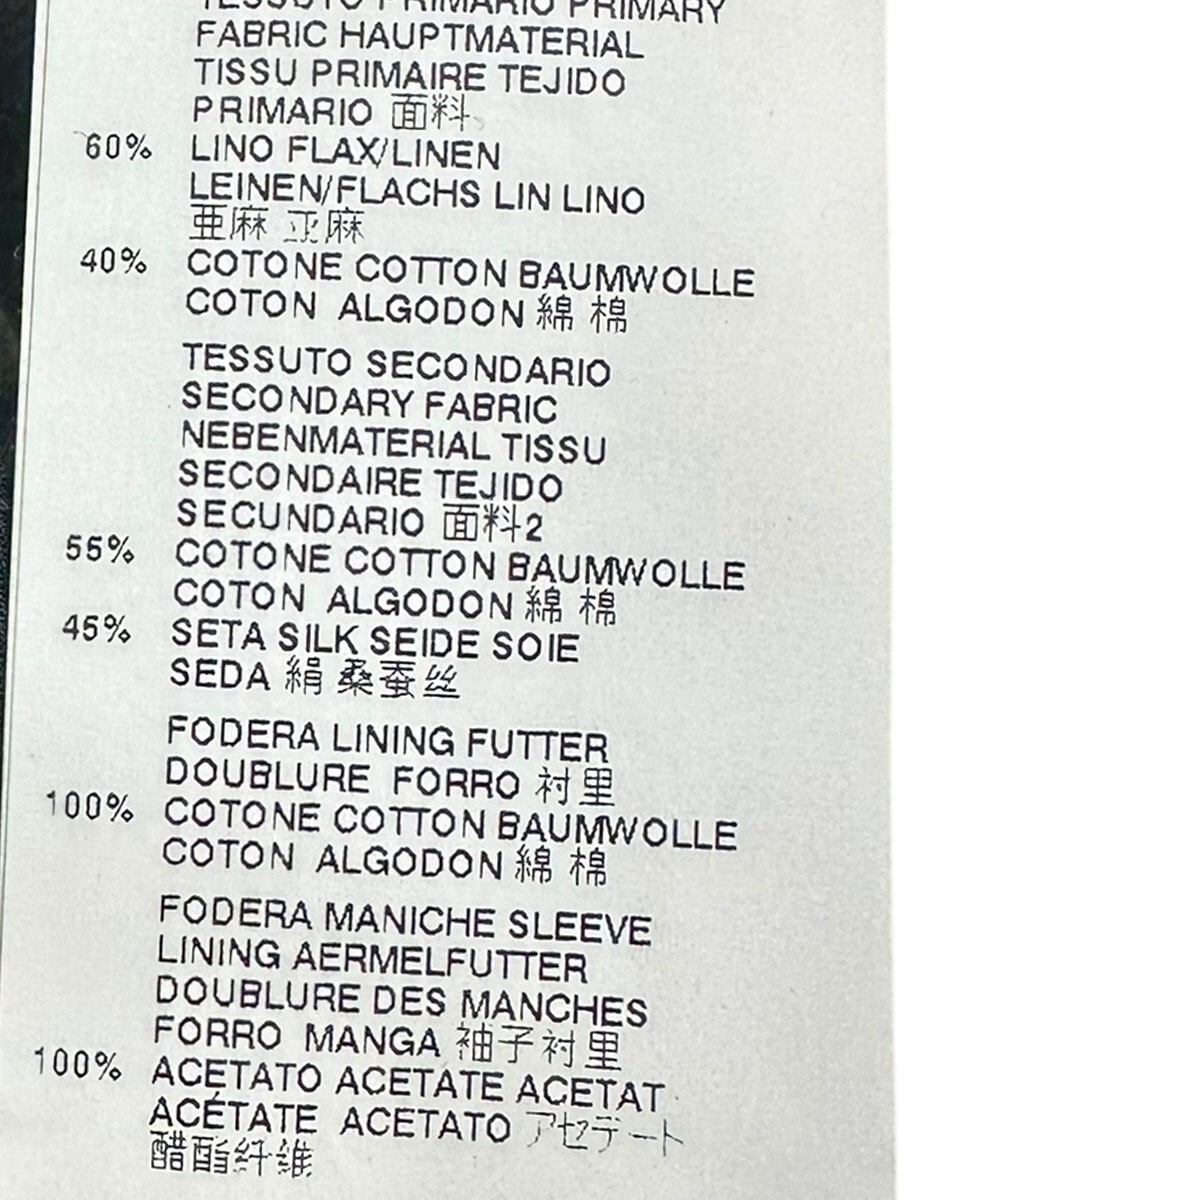 TESSUTO PRIMARIO PRIMARY
FABRIC HAUPTMATERIAL
TISSU PRIMAIRE TEJIDO
PRIMARIO 面料
60% LINO FLAX/LINEN
LEINEN/FLACHS LIN LINO
亜麻 亚麻
40% COTONE COTTON BAUMWOLLE
COTON ALGODON 綿 棉
TESSUTO SECONDARIO
SECONDARY FABRIC
NEBENMATERIAL TISSU
SECONDAIRE TEJIDO
SECUNDARIO 面料2
55% COTONE COTTON BAUMWOLLE
COTON ALGODON 綿 棉
45% SETA SILK SEIDE SOIE
SEDA 絹 桑蚕丝
FODERA LINING FUTTER
DOUBLURE FORRO 衬里
100% COTONE COTTON BAUMWOLLE
COTON ALGODON 綿 棉
FODERA MANICHE SLEEVE
LINING AERMELFUTTER
DOUBLURE DES MANCHES
FORRO MANGA 袖子衬里
100% ACETATO ACETATE ACETAT
ACÉTATE ACETATO アセテート
醋酯纤维